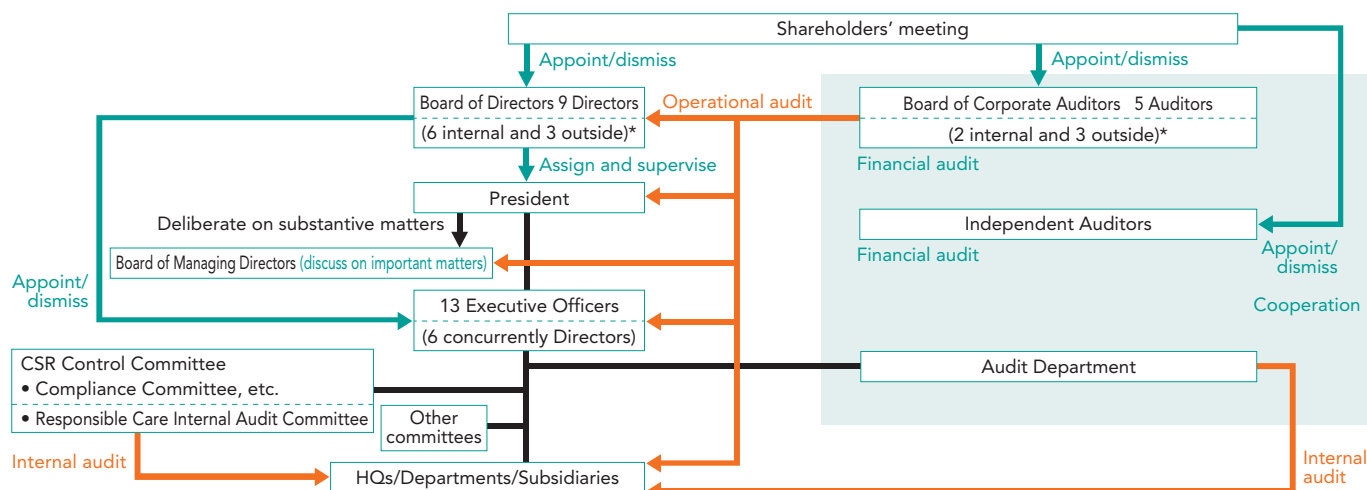 Shareholders’ meeting
Appoint/dismiss
Appoint/dismiss
Board of Directors 9 Directors
(6 internal and 3 outside)*
Operational audit
Board of Corporate Auditors 5 Auditors
(2 internal and 3 outside)*
Financial audit
Assign and supervise
President
Deliberate on substantive matters
Independent Auditors
Financial audit
Appoint/
dismiss
Board of Managing Directors (discuss on important matters)
Appoint/
dismiss
Cooperation
13 Executive Officers
(6 concurrently Directors)
CSR Control Committee
• Compliance Committee, etc.
• Responsible Care Internal Audit Committee
Audit Department
Other
committees
Internal audit
HQs/Departments/Subsidiaries
Internal
audit